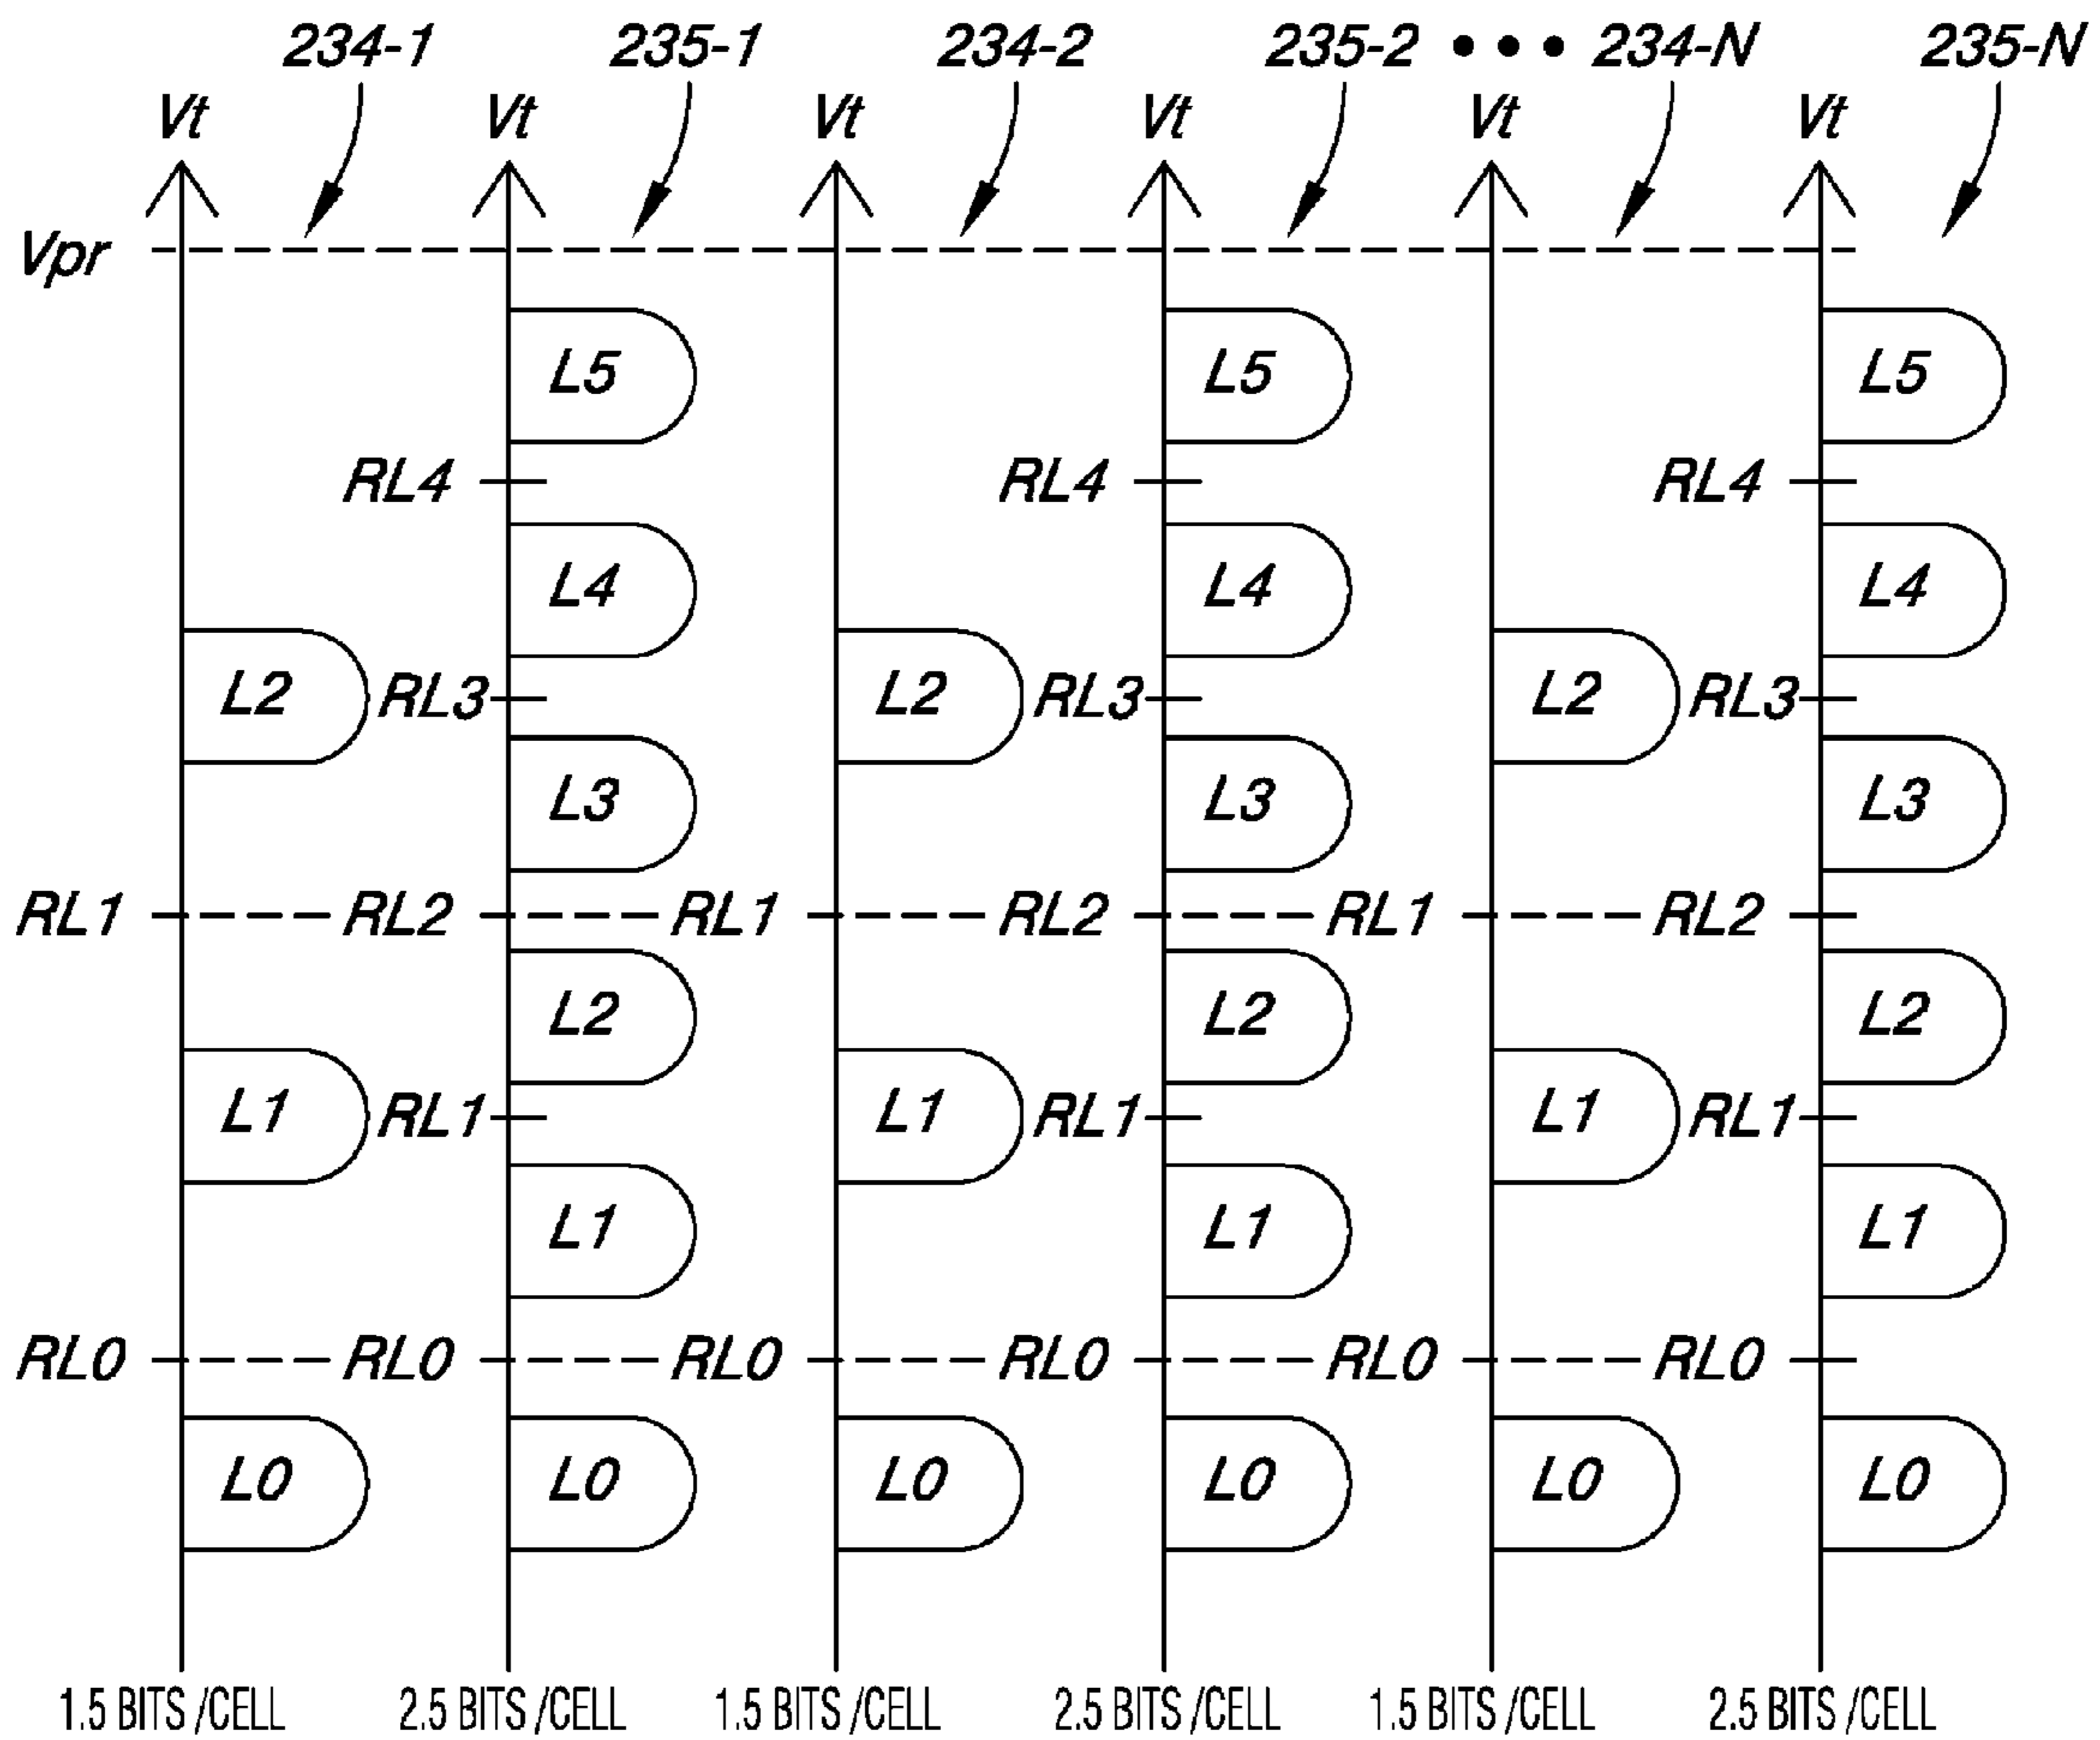 234-1 235-1 234-2 235-2 ••• 234-N 235-N
Vt Vt Vt Vt Vt Vt
Vpr
L5 L5 L5
RL4 RL4 RL4
L4 L4 L4
L2 RL3 L2 RL3 L2 RL3
L3 L3 L3
RL1 RL2 RL1 RL2 RL1 RL2
L2 L2 L2
L1 RL1 L1 RL1 L1 RL1
L1 L1 L1
RL0 RL0 RL0 RL0 RL0 RL0
L0 L0 L0 L0 L0 L0
1.5 BITS /CELL 2.5 BITS /CELL 1.5 BITS /CELL 2.5 BITS /CELL 1.5 BITS /CELL 2.5 BITS /CELL